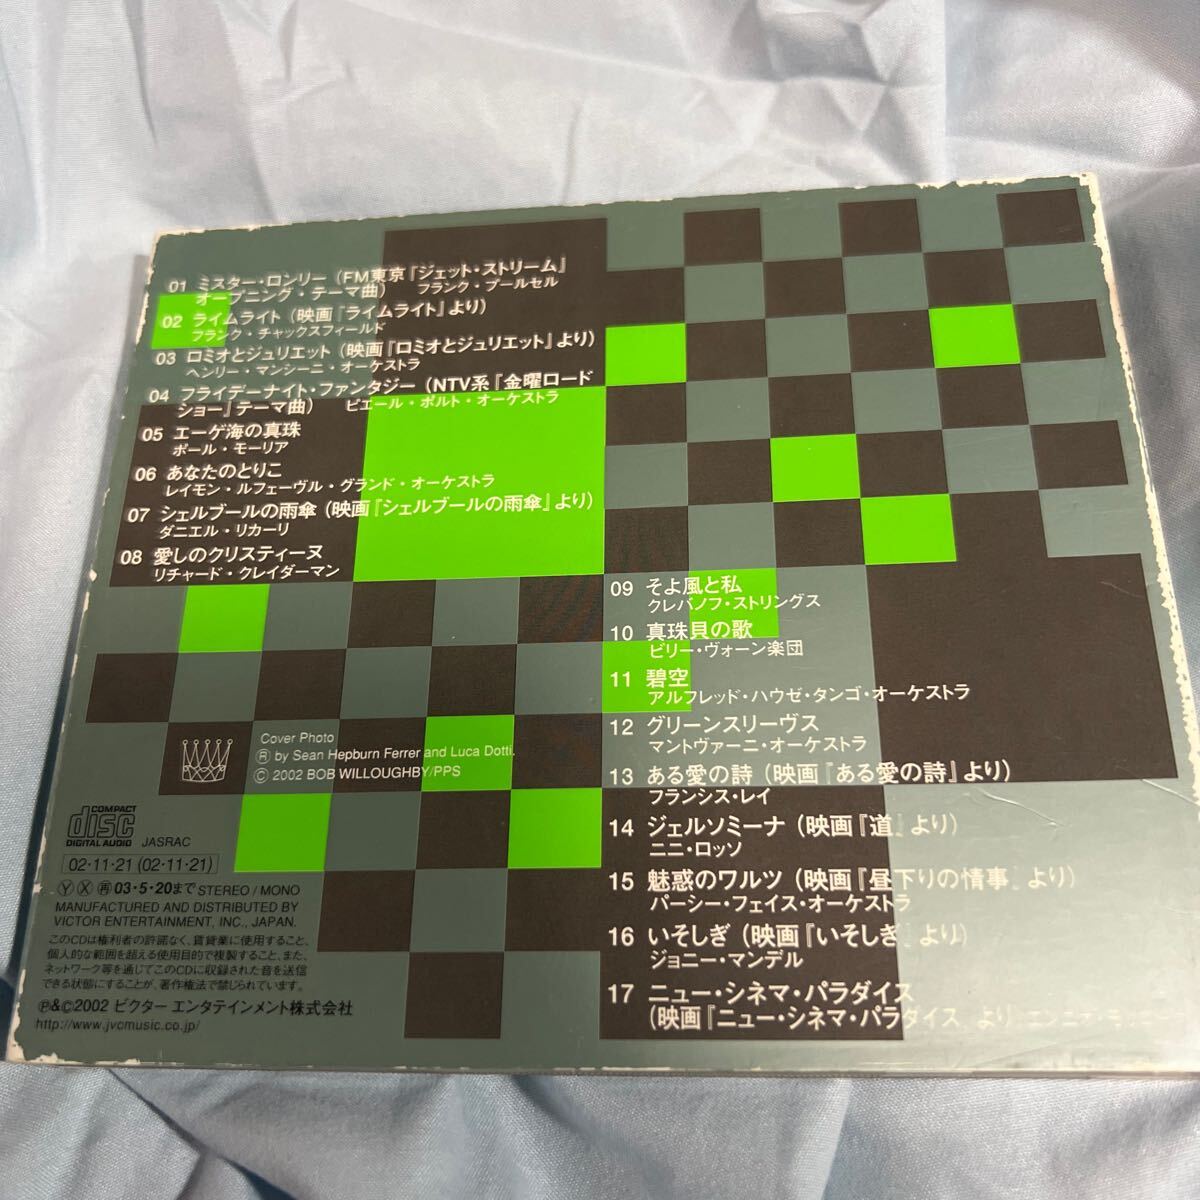 01 ミスター・ロンリー（FM東京『ジェット・ストリーム』
オープニング・テーマ曲） フランク・プールセル
02 ライムライト（映画『ライムライト』より）
フランク・チャックスフィールド
03 ロミオとジュリエット（映画『ロミオとジュリエット』より）
ヘンリー・マンシーニ・オーケストラ
04 フライデーナイト・ファンタジー（NTV系『金曜ロード
ショー』テーマ曲） ピエール・ポルト・オーケストラ
05 エーゲ海の真珠
ポール・モーリア
06 あなたのとりこ
レイモン・ルフェーヴル・グランド・オーケストラ
07 シェルブールの雨傘（映画『シェルブールの雨傘』より）
ダニエル・リカーリ
08 愛しのクリスティーヌ
リチャード・クレイダーマン
09 そよ風と私
クレバノフ・ストリングス
10 真珠貝の歌
ビリー・ヴォーン楽団
11 碧空
アルフレッド・ハウゼ・タンゴ・オーケストラ
12 グリーンスリーヴス
マントヴァーニ・オーケストラ
13 ある愛の詩（映画『ある愛の詩』より）
フランシス・レイ
14 ジェルソミーナ（映画『道』より）
ニニ・ロッソ
15 魅惑のワルツ（映画『昼下りの情事』より）
パーシー・フェイス・オーケストラ
16 いそしぎ（映画『いそしぎ』より）
ジョニー・マンデル
17 ニュー・シネマ・パラダイス
（映画『ニュー・シネマ・パラダイス』より）
Cover Photo
Ⓡ by Sean Hepburn Ferrer and Luca Dotti.
© 2002 BOB WILLOUGHBY/PPS
COMPACT
disc
DIGITAL AUDIO
JASRAC
02・11・21 (02・11・21)
Ⓨ Ⓧ ㊞03・5・20まで STEREO / MONO
MANUFACTURED AND DISTRIBUTED BY
VICTOR ENTERTAINMENT, INC., JAPAN.
このCDは権利者の許諾なく、賃貸業に使用すること、
個人的な範囲を超える使用目的で複製すること、また、
ネットワーク等を通じてこのCDに収録された音を送信
できる状態にすることが、著作権法で禁じられています。
℗&©2002 ビクター エンタテインメント株式会社
http://www.jvcmusic.co.jp/